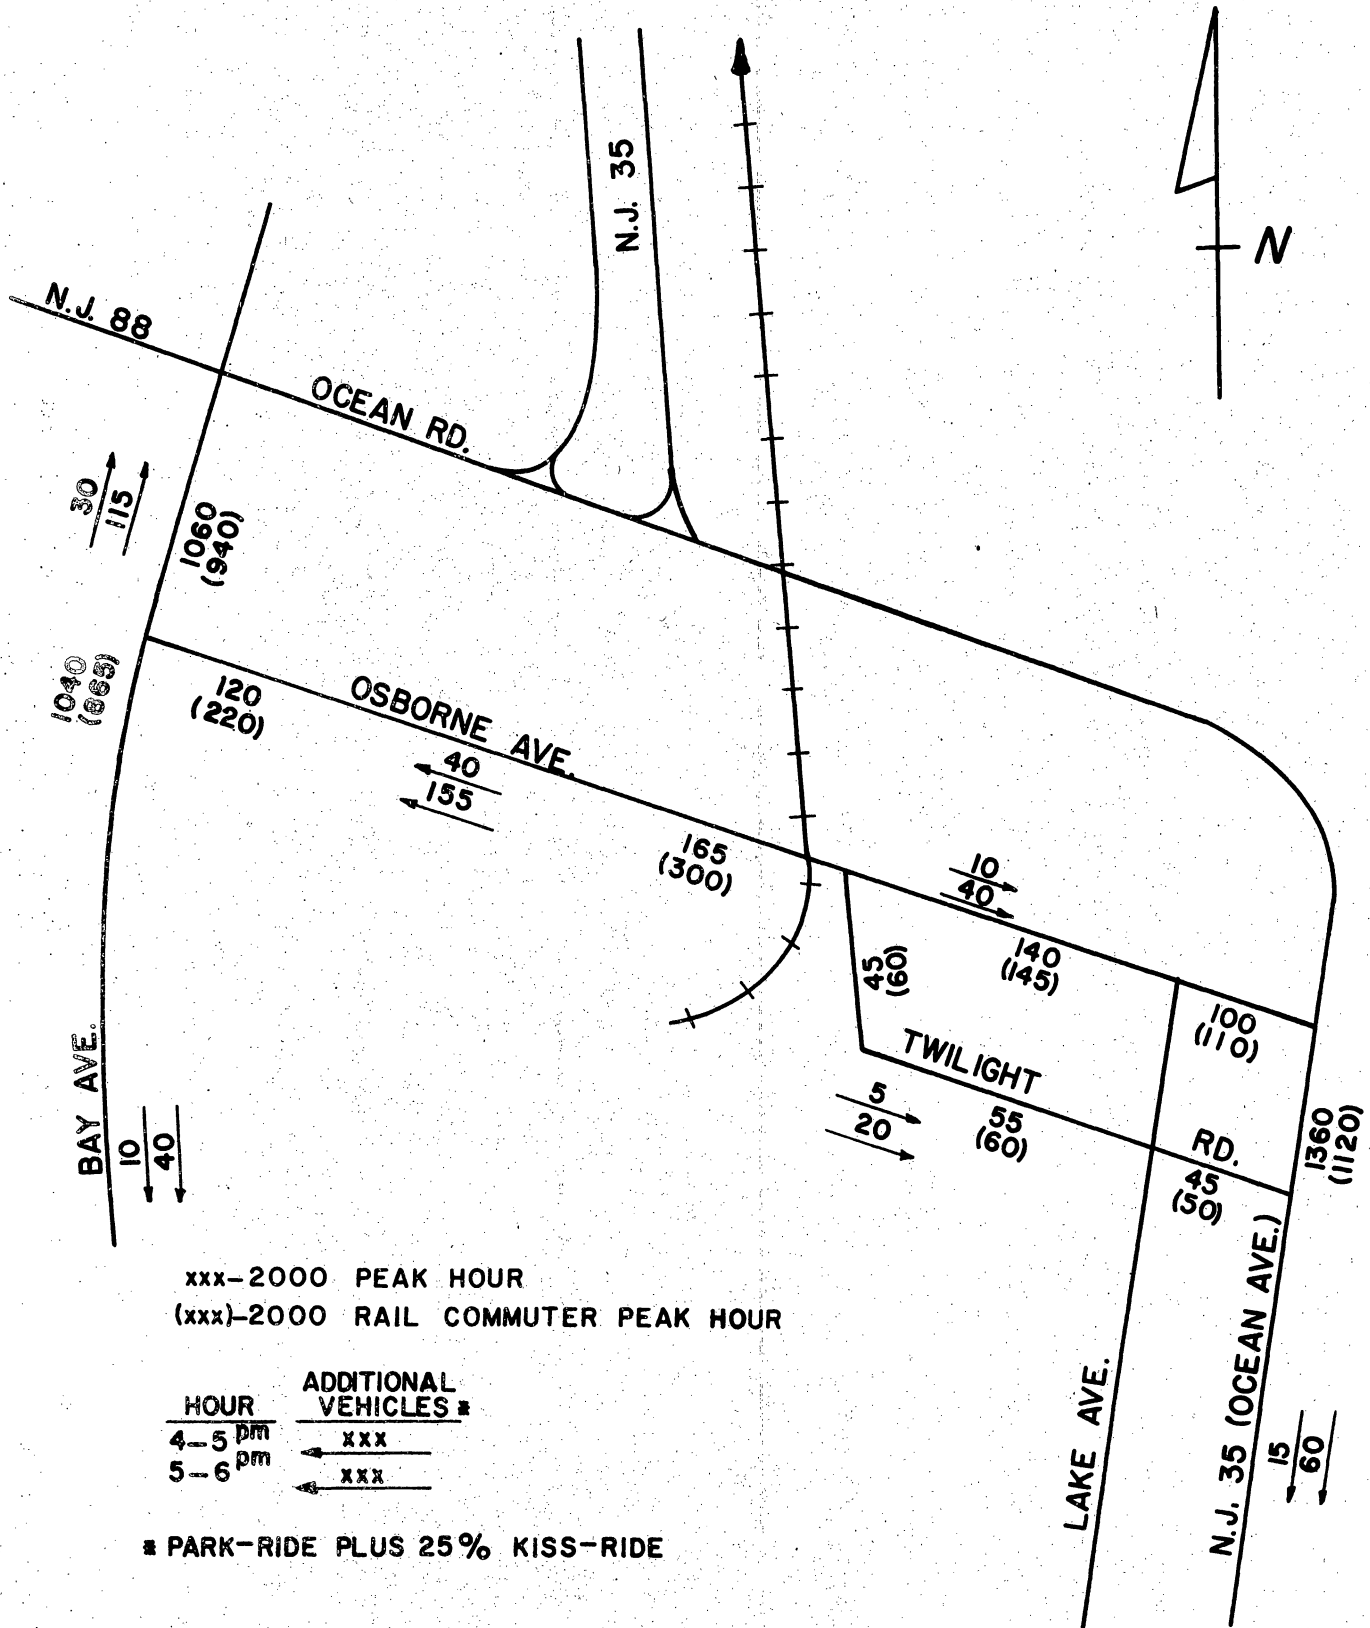 N.J. 35
N
N.J. 88
OCEAN RD.
30
115
1060
(940)
1040
(865)
120
(220)
OSBORNE AVE.
40
155
165
(300)
10
40
140
(145)
45
(60)
100
(110)
TWILIGHT RD.
5
20
55
(60)
45
(50)
1360
(1120)
BAY AVE.
10
40
xxx-2000 PEAK HOUR
(xxx)-2000 RAIL COMMUTER PEAK HOUR
ADDITIONAL
HOUR VEHICLES *
4-5 pm xxx
5-6 pm xxx
* PARK-RIDE PLUS 25% KISS-RIDE
LAKE AVE.
N.J. 35 (OCEAN AVE.)
15
60